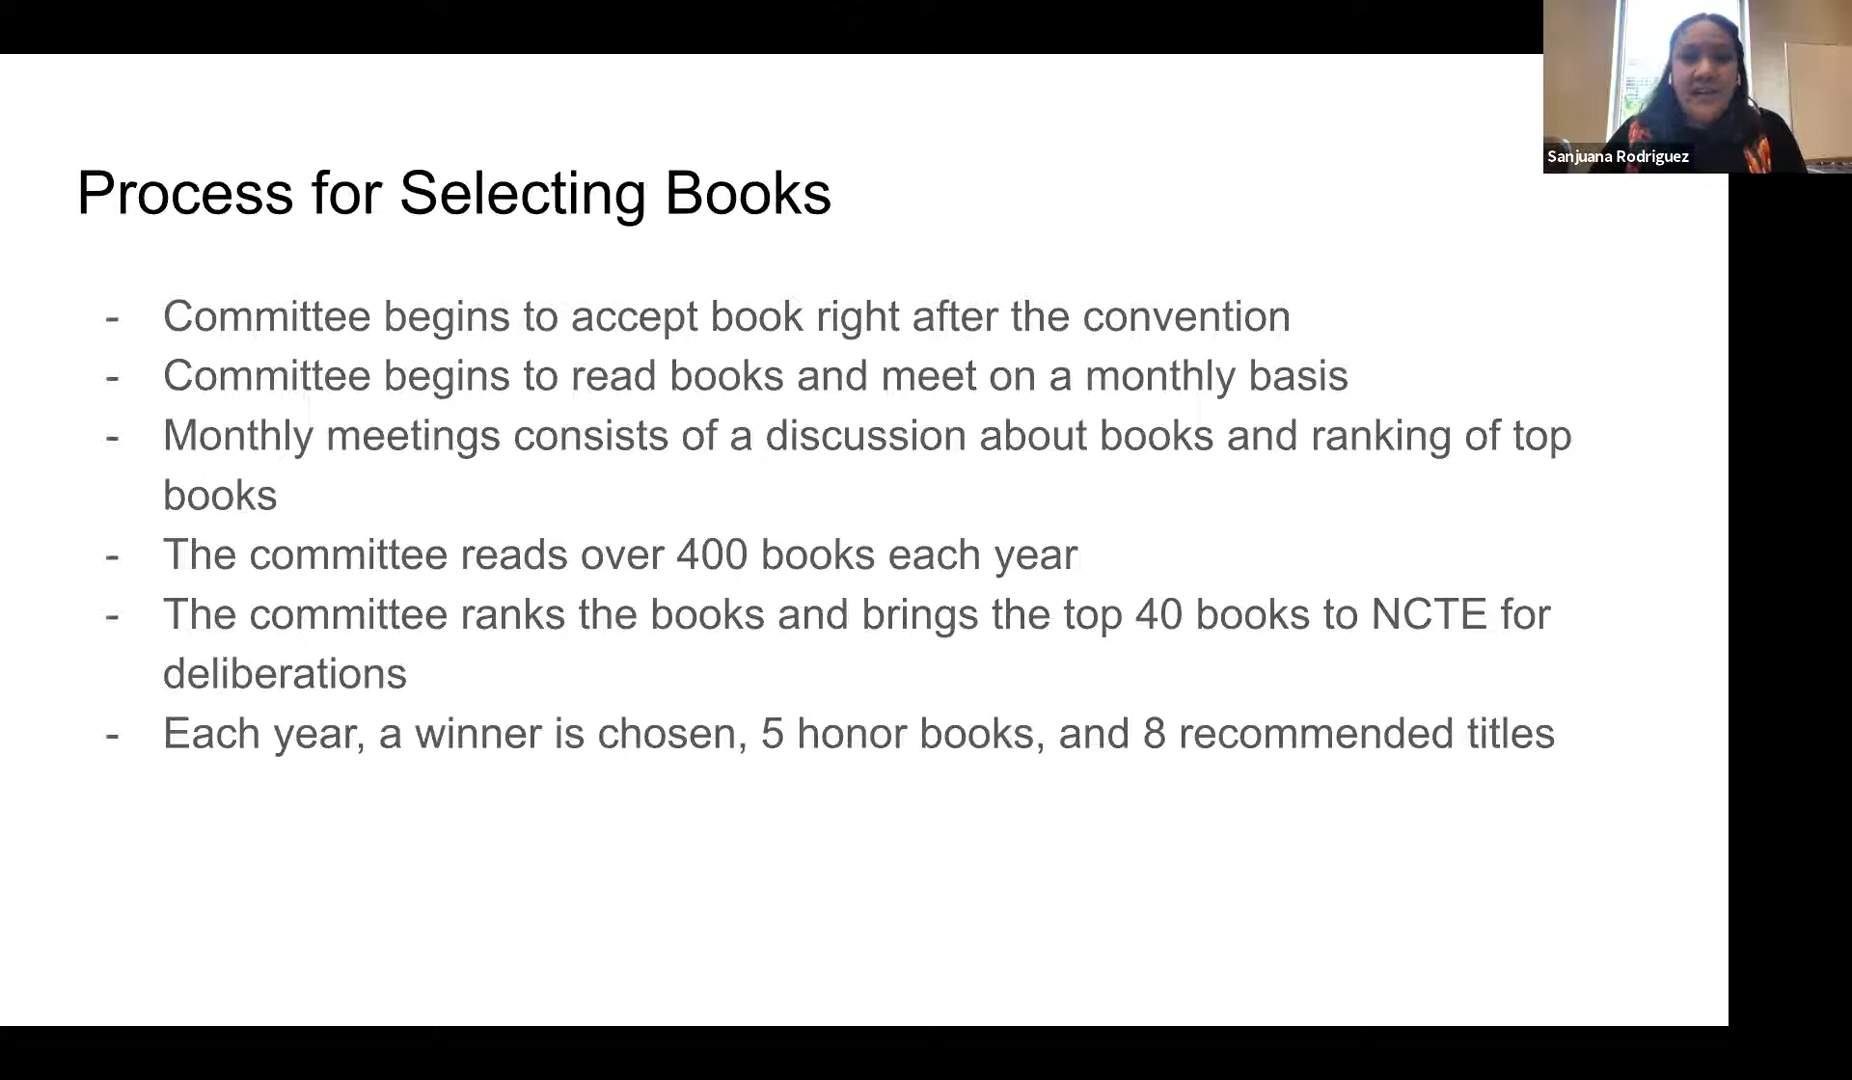 Sanjuana Rodriguez
Process for Selecting Books
- Committee begins to accept book right after the convention
- Committee begins to read books and meet on a monthly basis
- Monthly meetings consists of a discussion about books and ranking of top
books
- The committee reads over 400 books each year
- The committee ranks the books and brings the top 40 books to NCTE for
deliberations
- Each year, a winner is chosen, 5 honor books, and 8 recommended titles